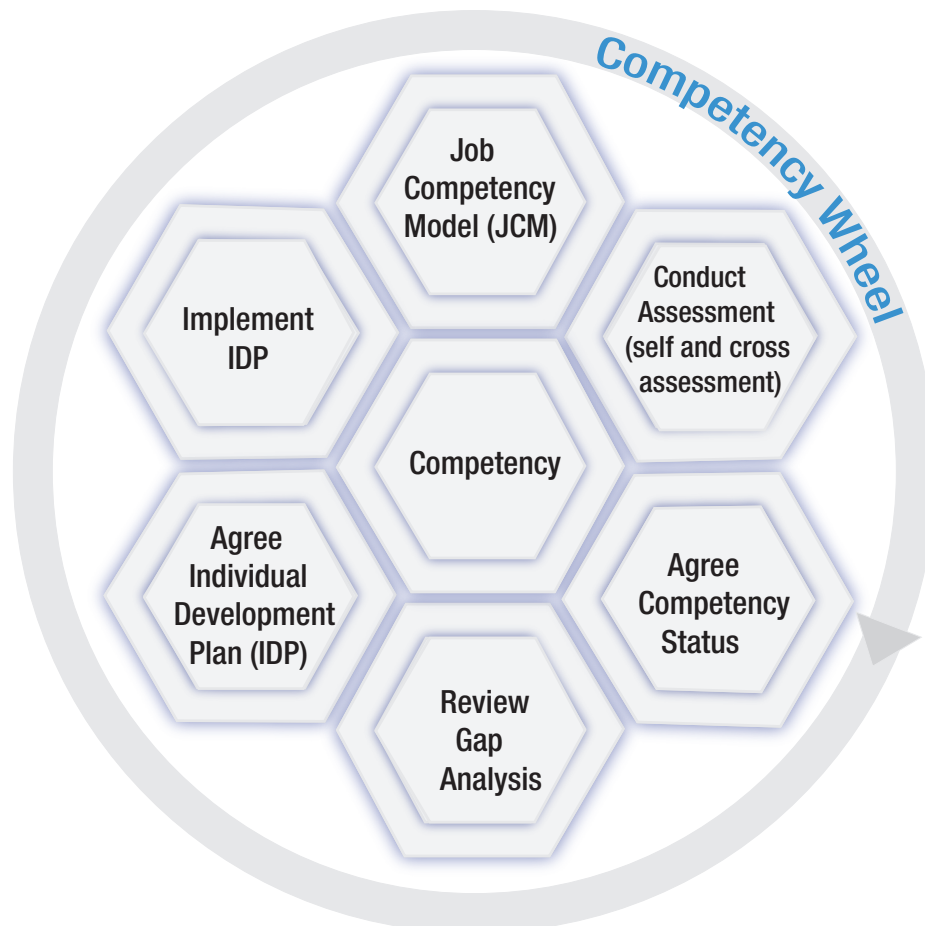 Competency Wheel
Job
Competency
Model (JCM)
Conduct
Assessment
(self and cross
assessment)
Agree
Competency
Status
Review
Gap
Analysis
Agree
Individual
Development
Plan (IDP)
Implement
IDP
Competency